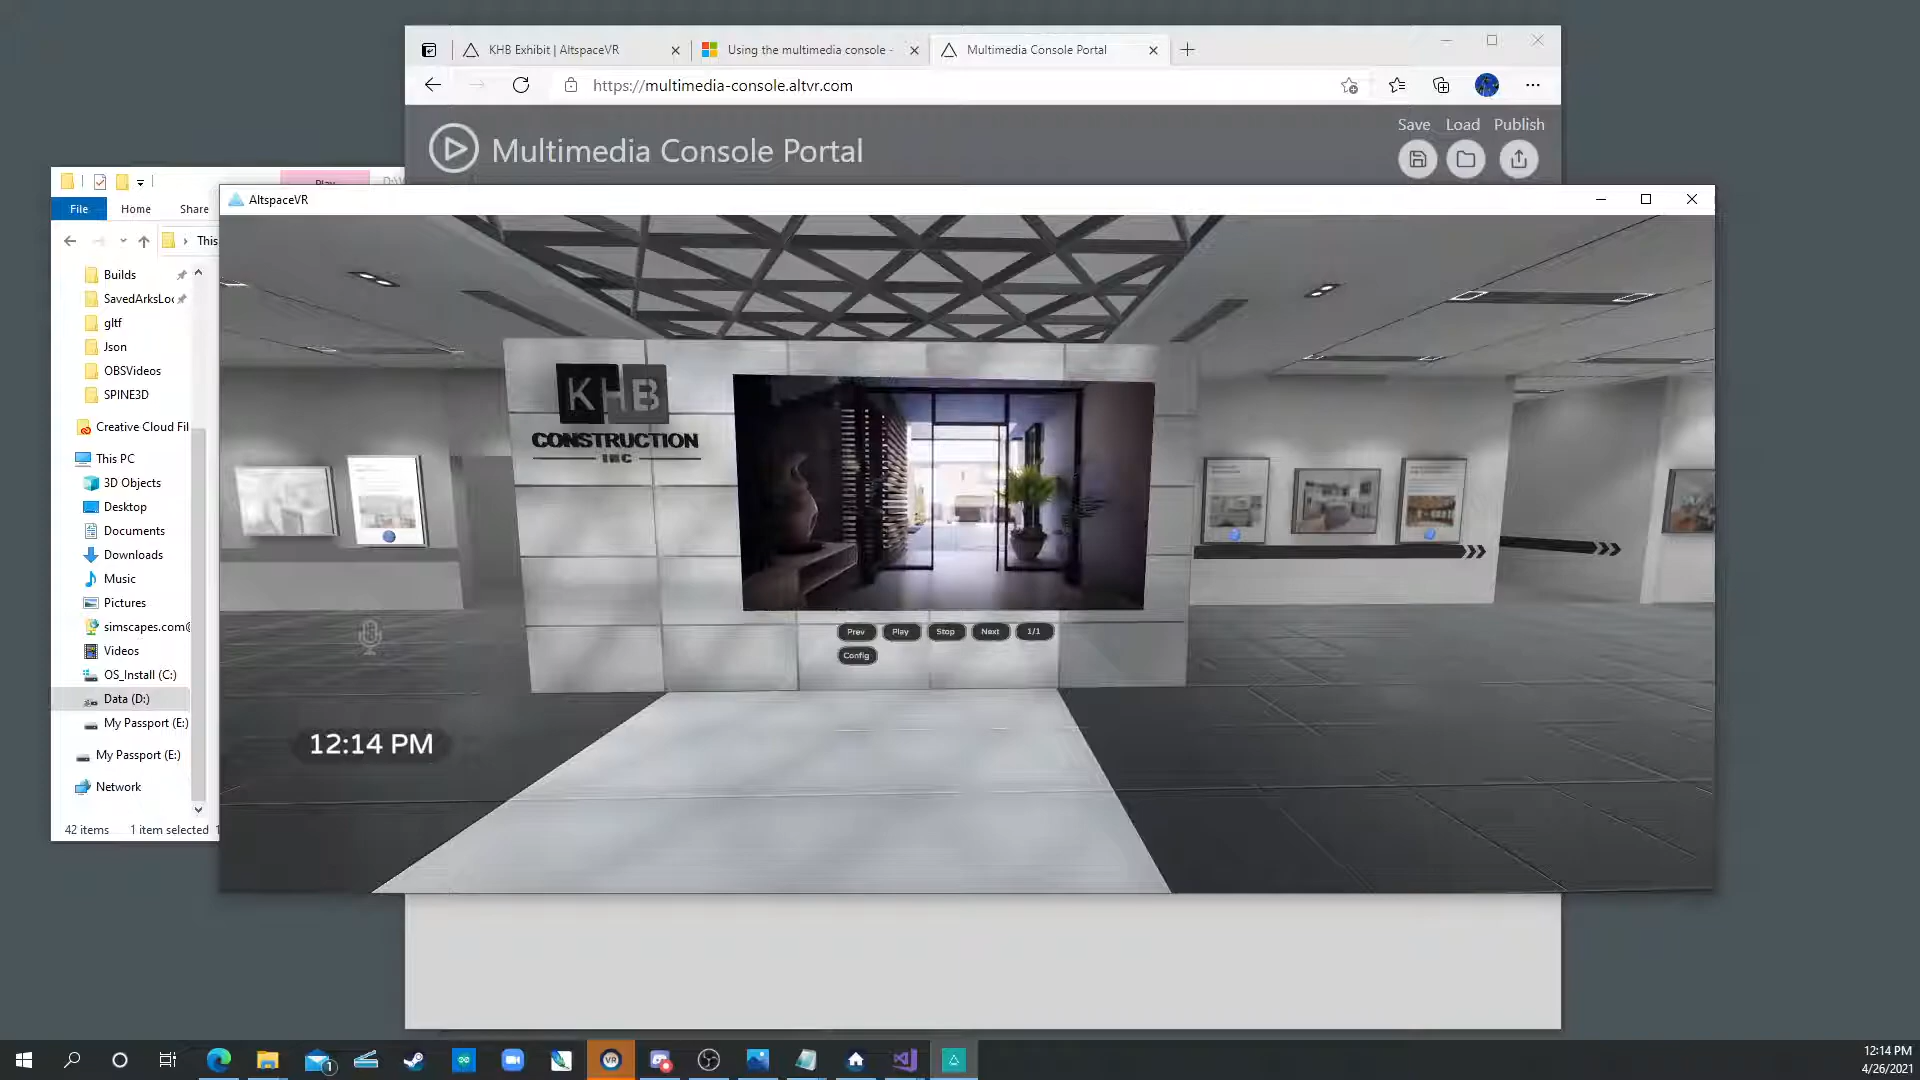 KHB Exhibit | AltspaceVR
Using the multimedia console -
Multimedia Console Portal
https://multimedia-console.altvr.com
Multimedia Console Portal
Save Load Publish
File Home Share
This
AltspaceVR
Builds
SavedArksLoc
gltf
Json
OBSVideos
SPINE3D
Creative Cloud Fil
This PC
3D Objects
Desktop
Documents
Downloads
Music
Pictures
simscapes.com@
Videos
OS_Install (C:)
Data (D:)
My Passport (E:)
My Passport (E:)
Network
42 items 1 item selected 1
KHB
CONSTRUCTION
INC
Prev Play Stop Next 1/1
Config
12:14 PM
VR
1
12:14 PM
4/26/2021